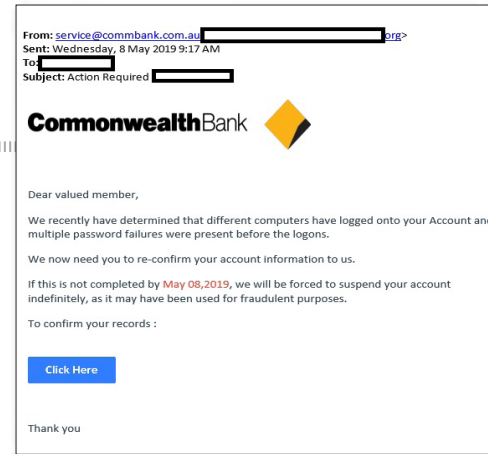 From: service@commbank.com.au org>
Sent: Wednesday, 8 May 2019 9:17 AM
To:
Subject: Action Required
CommonwealthBank
Dear valued member,
We recently have determined that different computers have logged onto your Account and
multiple password failures were present before the logons.
We now need you to re-confirm your account information to us.
If this is not completed by May 08,2019, we will be forced to suspend your account
indefinitely, as it may have been used for fraudulent purposes.
To confirm your records :
Click Here
Thank you